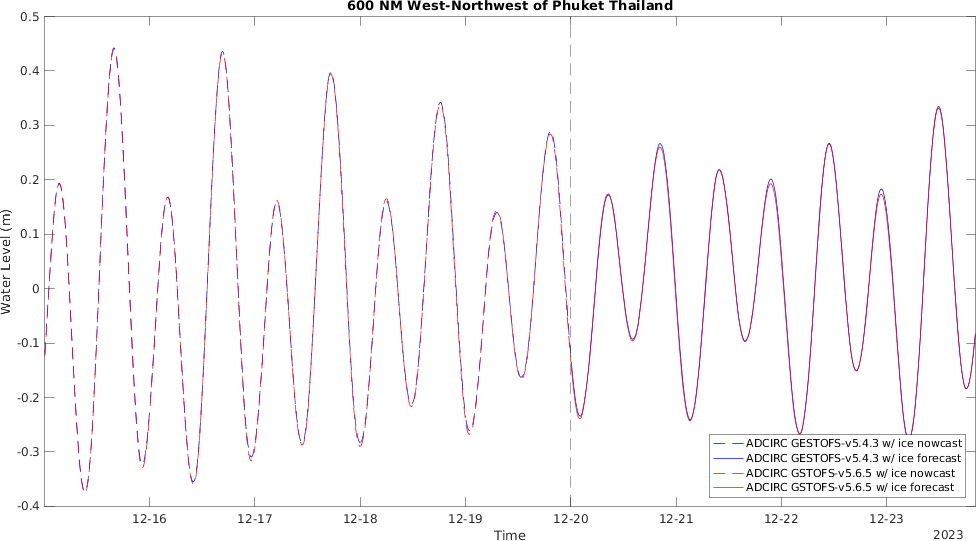 600 NM West-Northwest of Phuket Thailand
0.5
0.4
0.3
0.2
0.1
0
-0.1
-0.2
-0.3
-0.4
Water Level (m)
12-16
12-17
12-18
12-19
12-20
12-21
12-22
12-23
Time
2023
ADCIRC GESTOFS-v5.4.3 w/ ice nowcast
ADCIRC GESTOFS-v5.4.3 w/ ice forecast
ADCIRC GSTOFS-v5.6.5 w/ ice nowcast
ADCIRC GSTOFS-v5.6.5 w/ ice forecast